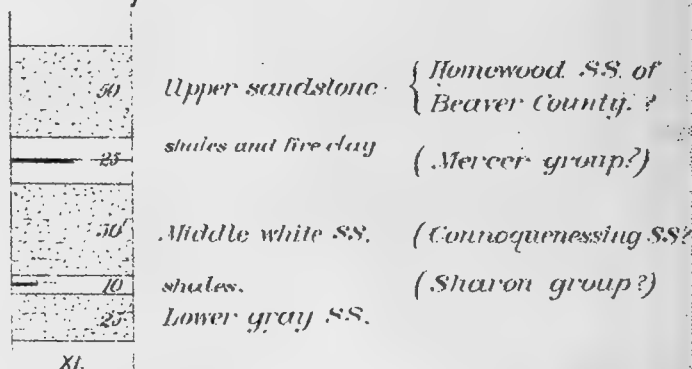 50 Upper sandstone. { Homewood SS. of
Beaver County. ?
25 shales and fire clay (Mercer group?)
50 Middle white SS. (Connoquenessing SS?
10 shales. (Sharon group?)
25 Lower gray SS.
XI.